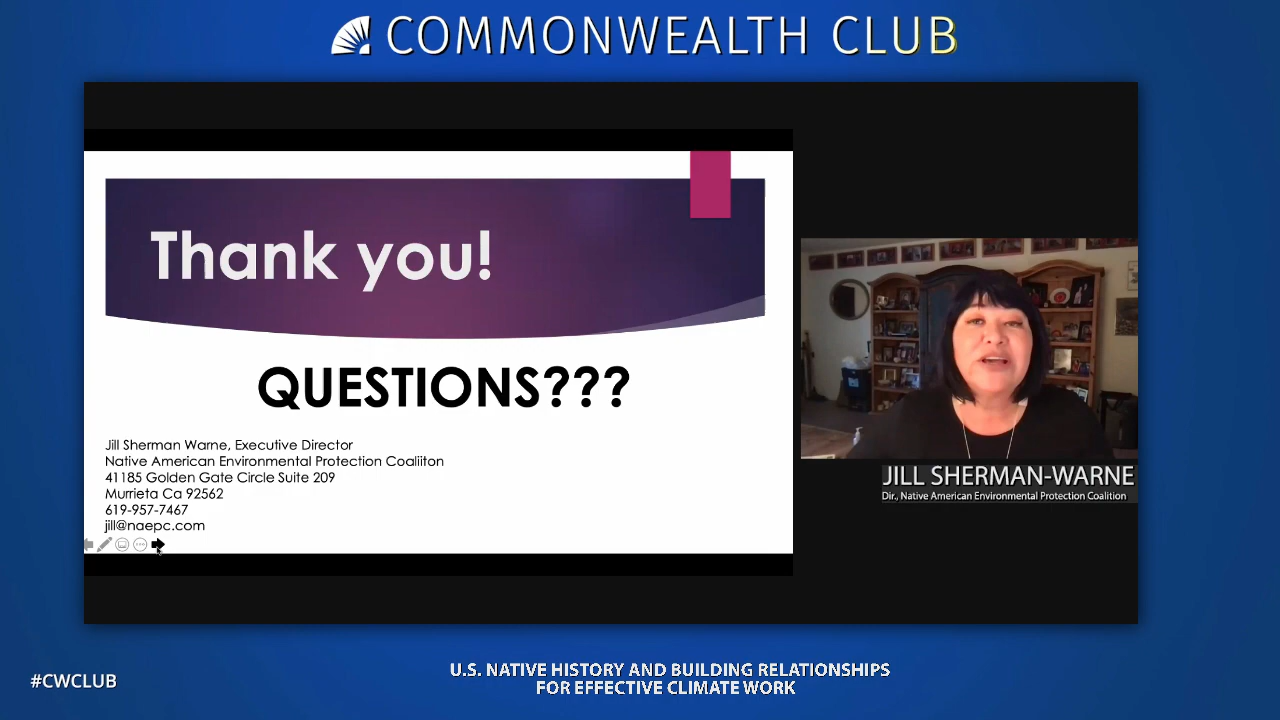 COMMONWEALTH CLUB
Thank you!
QUESTIONS???
Jill Sherman Warne, Executive Director
Native American Environmental Protection Coaliiton
41185 Golden Gate Circle Suite 209
Murrieta Ca 92562
619-957-7467
jill@naepc.com
JILL SHERMAN-WARNE
Dir., Native American Environmental Protection Coalition
#CWCLUB
U.S. NATIVE HISTORY AND BUILDING RELATIONSHIPS
FOR EFFECTIVE CLIMATE WORK